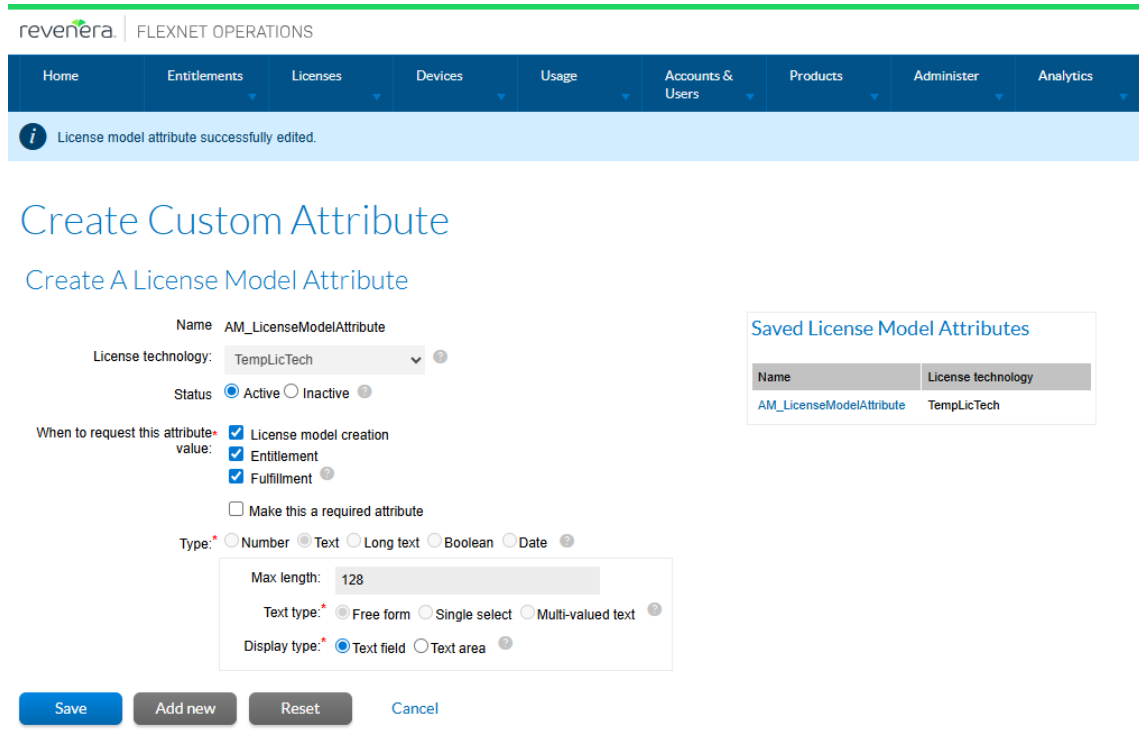 revenera. FLEXNET OPERATIONS
Home Entitlements Licenses Devices Usage Accounts & Users Products Administer Analytics
i License model attribute successfully edited.
Create Custom Attribute
Create A License Model Attribute
Name AM_LicenseModelAttribute
License technology: TempLicTech ?
Status Active Inactive ?
When to request this attribute* value: License model creation
Entitlement
Fulfillment ?
Make this a required attribute
Type:* Number Text Long text Boolean Date ?
Max length: 128
Text type:* Free form Single select Multi-valued text ?
Display type:* Text field Text area ?
Save Add new Reset Cancel
Saved License Model Attributes
Name License technology
AM_LicenseModelAttribute TempLicTech